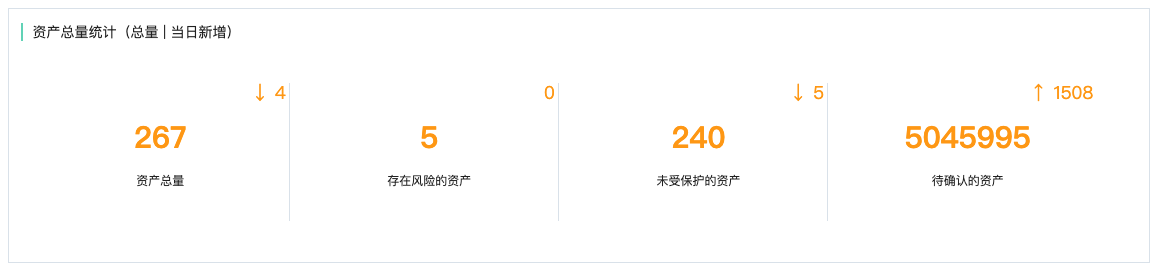 资产总量统计（总量 | 当日新增）
↓ 4
267
资产总量
0
5
存在风险的资产
↓ 5
240
未受保护的资产
↑ 1508
5045995
待确认的资产